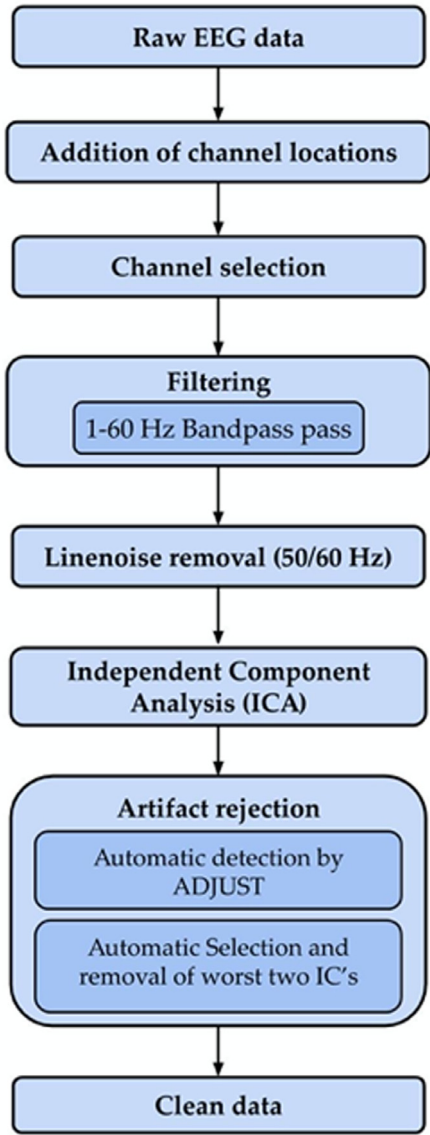 Raw EEG data
Addition of channel locations
Channel selection
Filtering
1-60 Hz Bandpass pass
Linenoise removal (50/60 Hz)
Independent Component
Analysis (ICA)
Artifact rejection
Automatic detection by
ADJUST
Automatic Selection and
removal of worst two IC's
Clean data